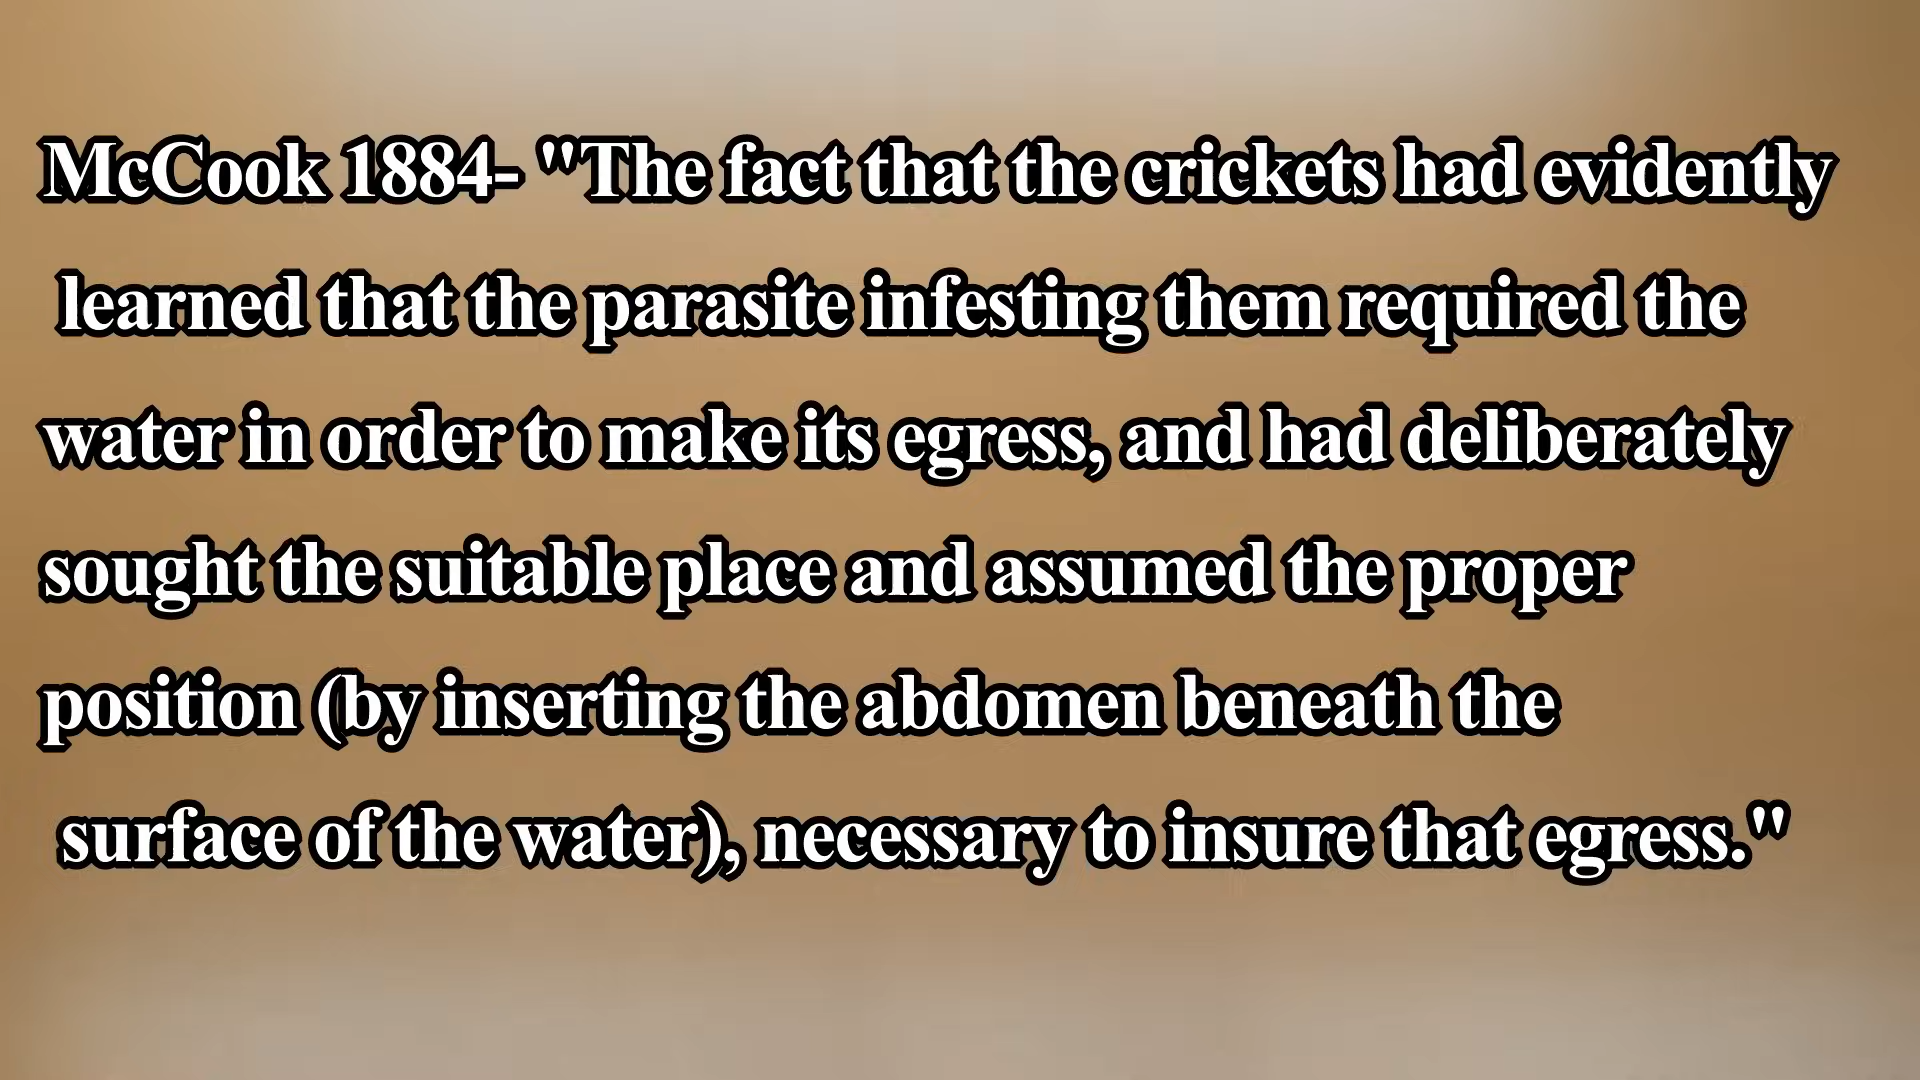 McCook 1884- "The fact that the crickets had evidently
learned that the parasite infesting them required the
water in order to make its egress, and had deliberately
sought the suitable place and assumed the proper
position (by inserting the abdomen beneath the
surface of the water), necessary to insure that egress."